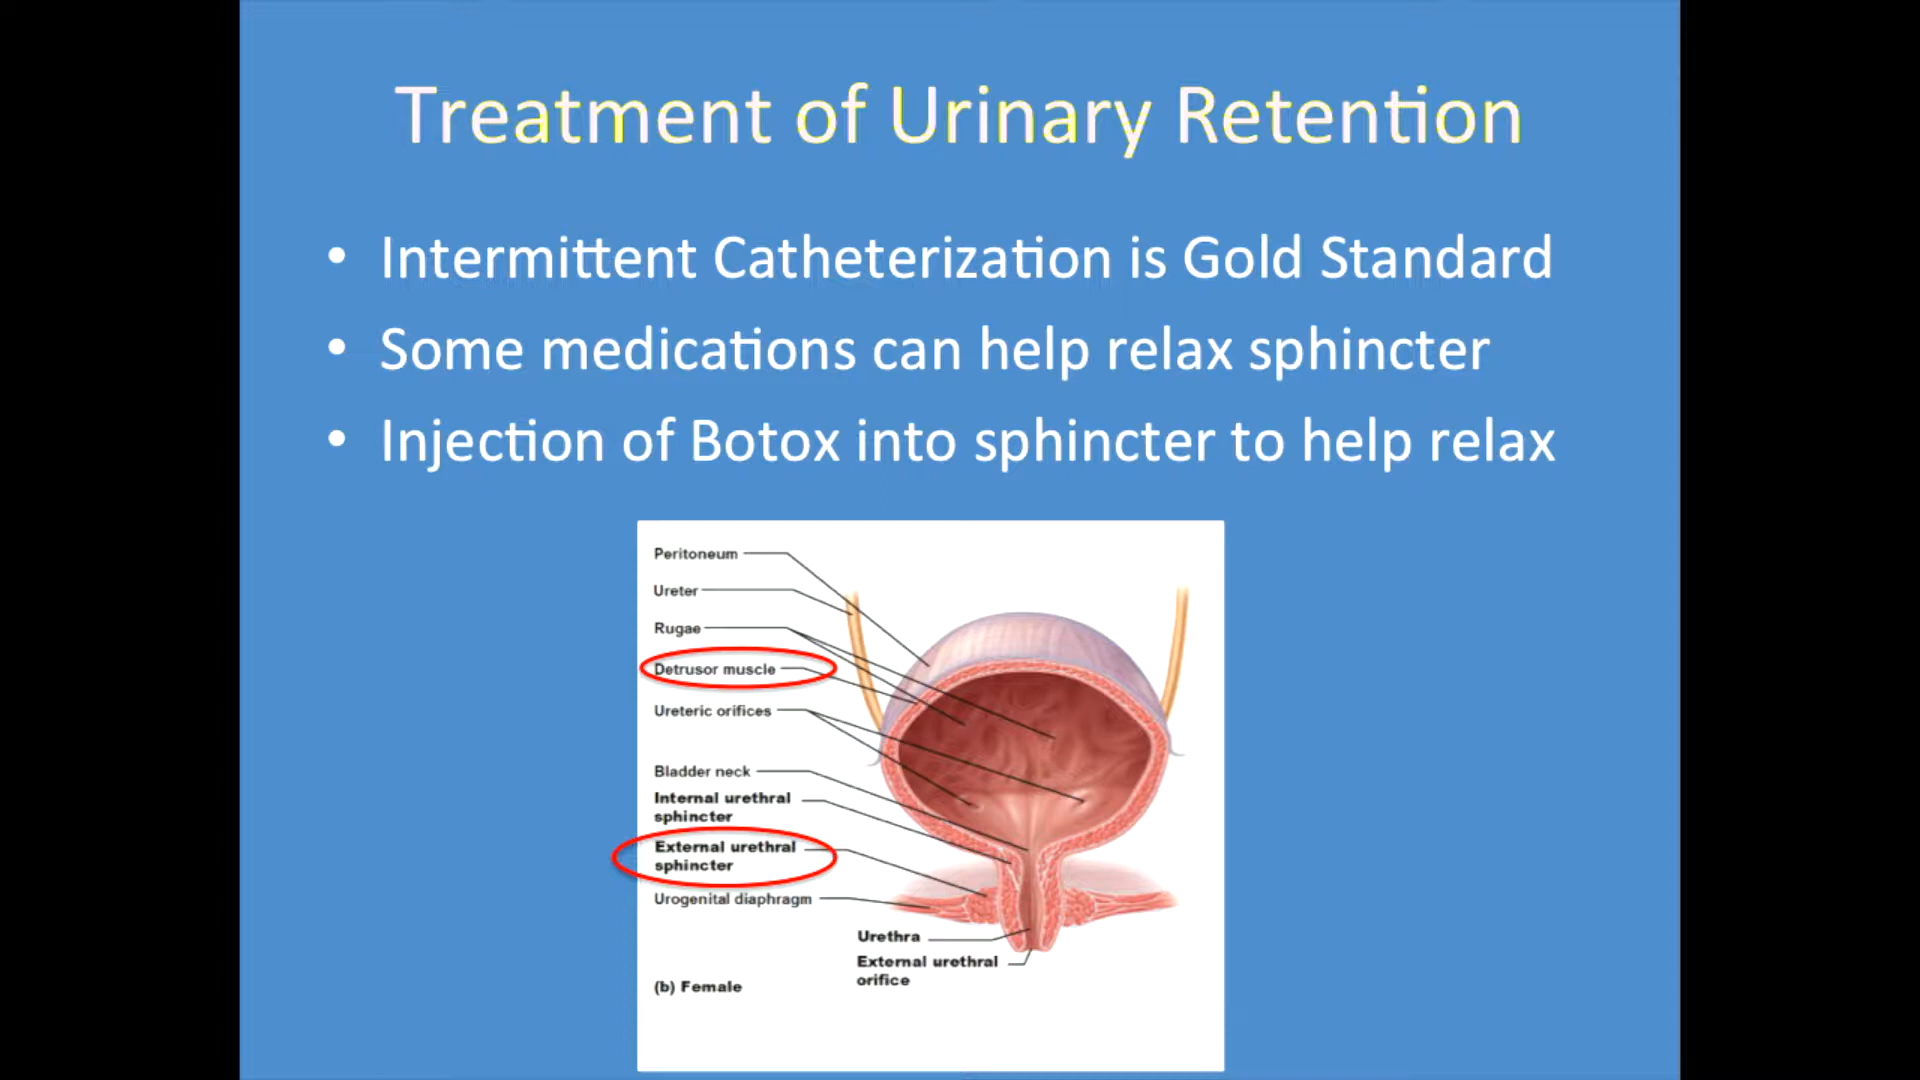 Treatment of Urinary Retention
• Intermittent Catheterization is Gold Standard
• Some medications can help relax sphincter
• Injection of Botox into sphincter to help relax
Peritoneum
Ureter
Rugae
Detrusor muscle
Ureteric orifices
Bladder neck
Internal urethral
sphincter
External urethral
sphincter
Urogenital diaphragm
Urethra
External urethral
orifice
(b) Female